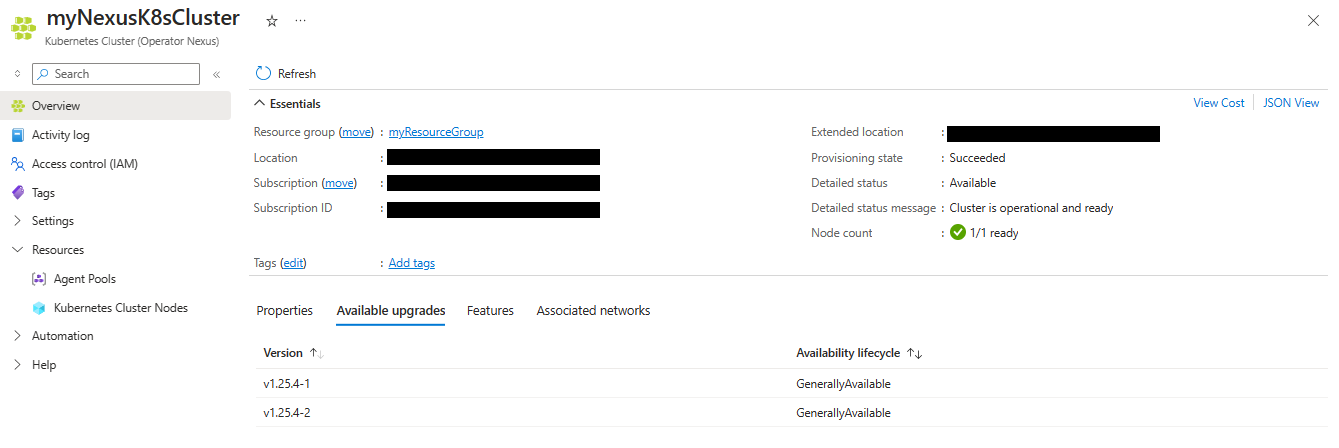 myNexusK8sCluster
Kubernetes Cluster (Operator Nexus)
Search
Overview
Activity log
Access control (IAM)
Tags
Settings
Resources
Agent Pools
Kubernetes Cluster Nodes
Automation
Help
Refresh
Essentials
View Cost
JSON View
Resource group (move) : myResourceGroup
Location :
Subscription (move) :
Subscription ID :
Tags (edit) : Add tags
Extended location :
Provisioning state : Succeeded
Detailed status : Available
Detailed status message : Cluster is operational and ready
Node count : 1/1 ready
Properties Available upgrades Features Associated networks
Version Availability lifecycle
v1.25.4-1 GenerallyAvailable
v1.25.4-2 GenerallyAvailable